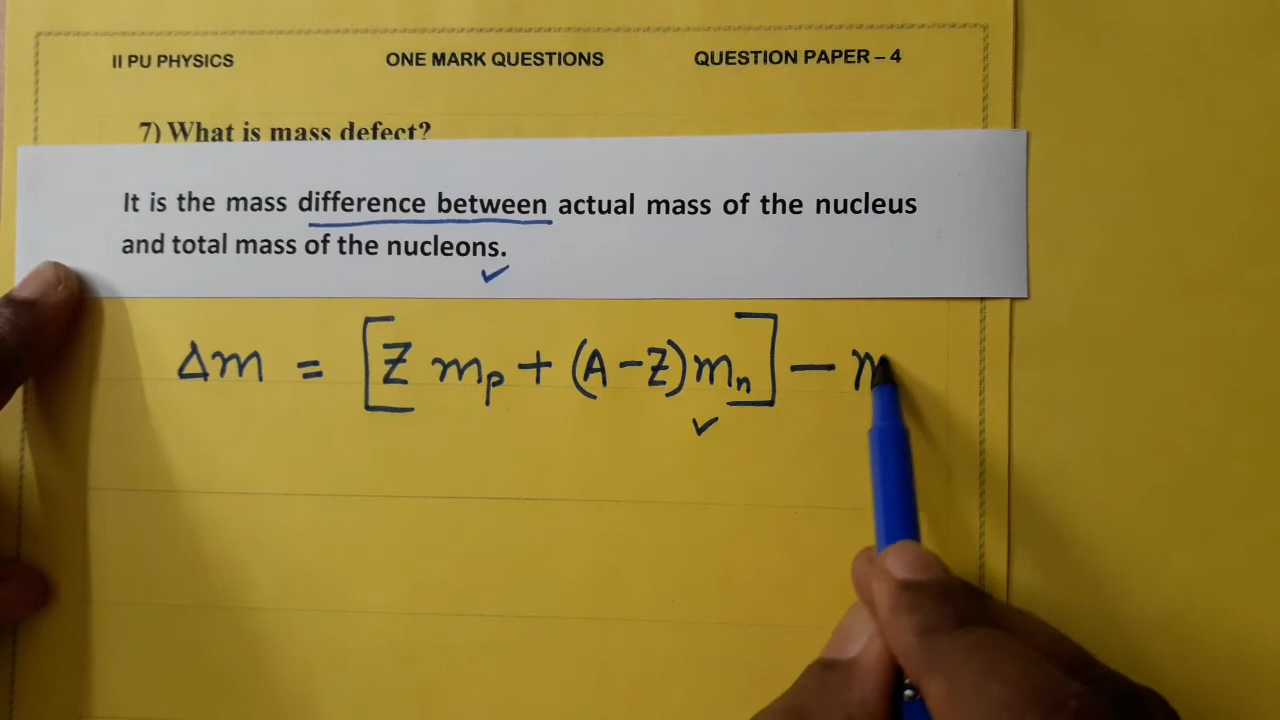 II PU PHYSICS ONE MARK QUESTIONS QUESTION PAPER – 4
7) What is mass defect?
It is the mass difference between actual mass of the nucleus
and total mass of the nucleons.
Δm = [Z mp + (A - Z) mn] - m